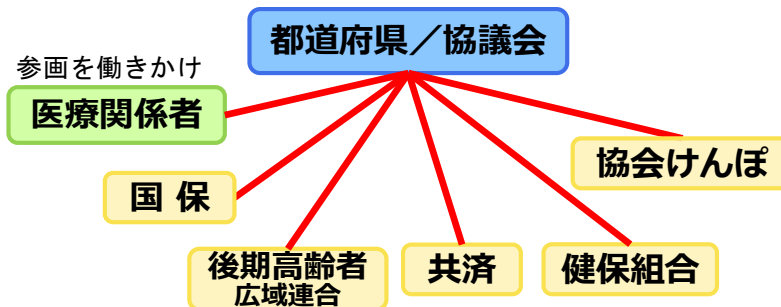 都道府県／協議会
参画を働きかけ
医療関係者
協会けんぽ
国 保
後期高齢者
広域連合
共済
健保組合